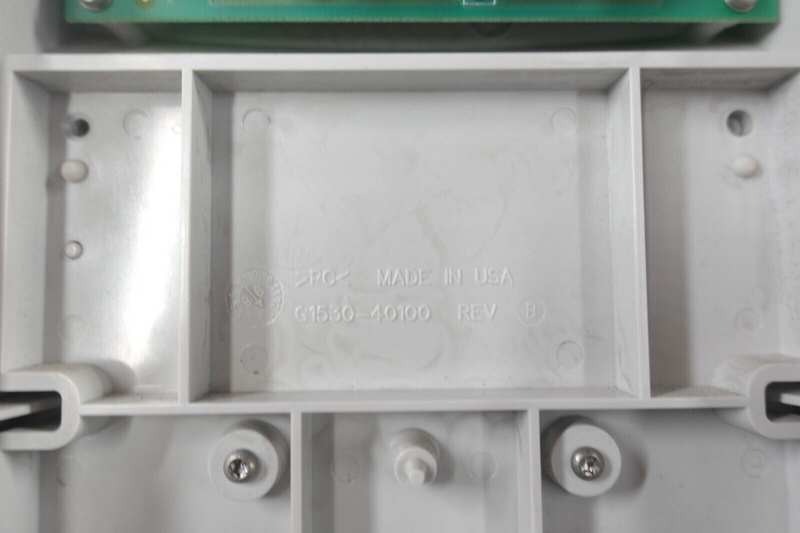 >PC< MADE IN USA
G1530-40100 REV B